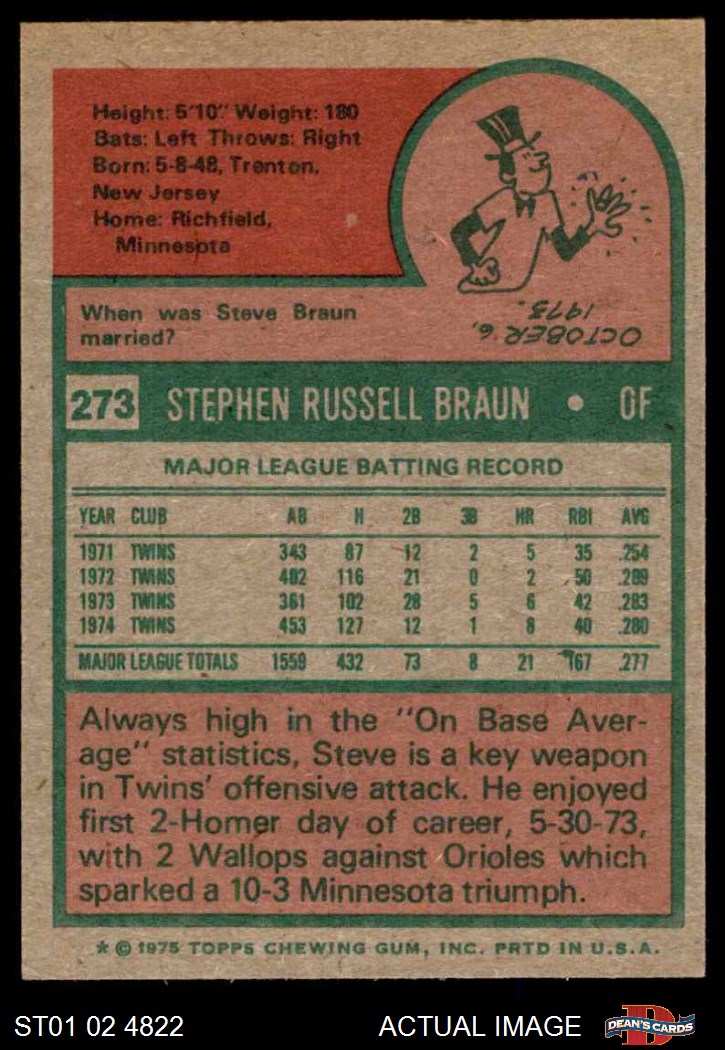 Height: 5'10" Weight: 180
Bats: Left Throws: Right
Born: 5-8-48, Trenton,
New Jersey
Home: Richfield,
Minnesota
When was Steve Braun
married?
OCTOBER 6,
1973.
273 STEPHEN RUSSELL BRAUN • OF
MAJOR LEAGUE BATTING RECORD
YEAR CLUB AB H 2B 3B HR RBI AVG
1971 TWINS 343 87 12 2 5 35 .254
1972 TWINS 402 116 21 0 2 50 .289
1973 TWINS 361 102 28 5 6 42 .283
1974 TWINS 453 127 12 1 8 40 .280
MAJOR LEAGUE TOTALS 1559 432 73 8 21 167 .277
Always high in the "On Base Aver-
age" statistics, Steve is a key weapon
in Twins' offensive attack. He enjoyed
first 2-Homer day of career, 5-30-73,
with 2 Wallops against Orioles which
sparked a 10-3 Minnesota triumph.
* © 1975 TOPPS CHEWING GUM, INC. PRTD IN U.S.A.
ST01 02 4822 ACTUAL IMAGE D DEAN'S CARDS